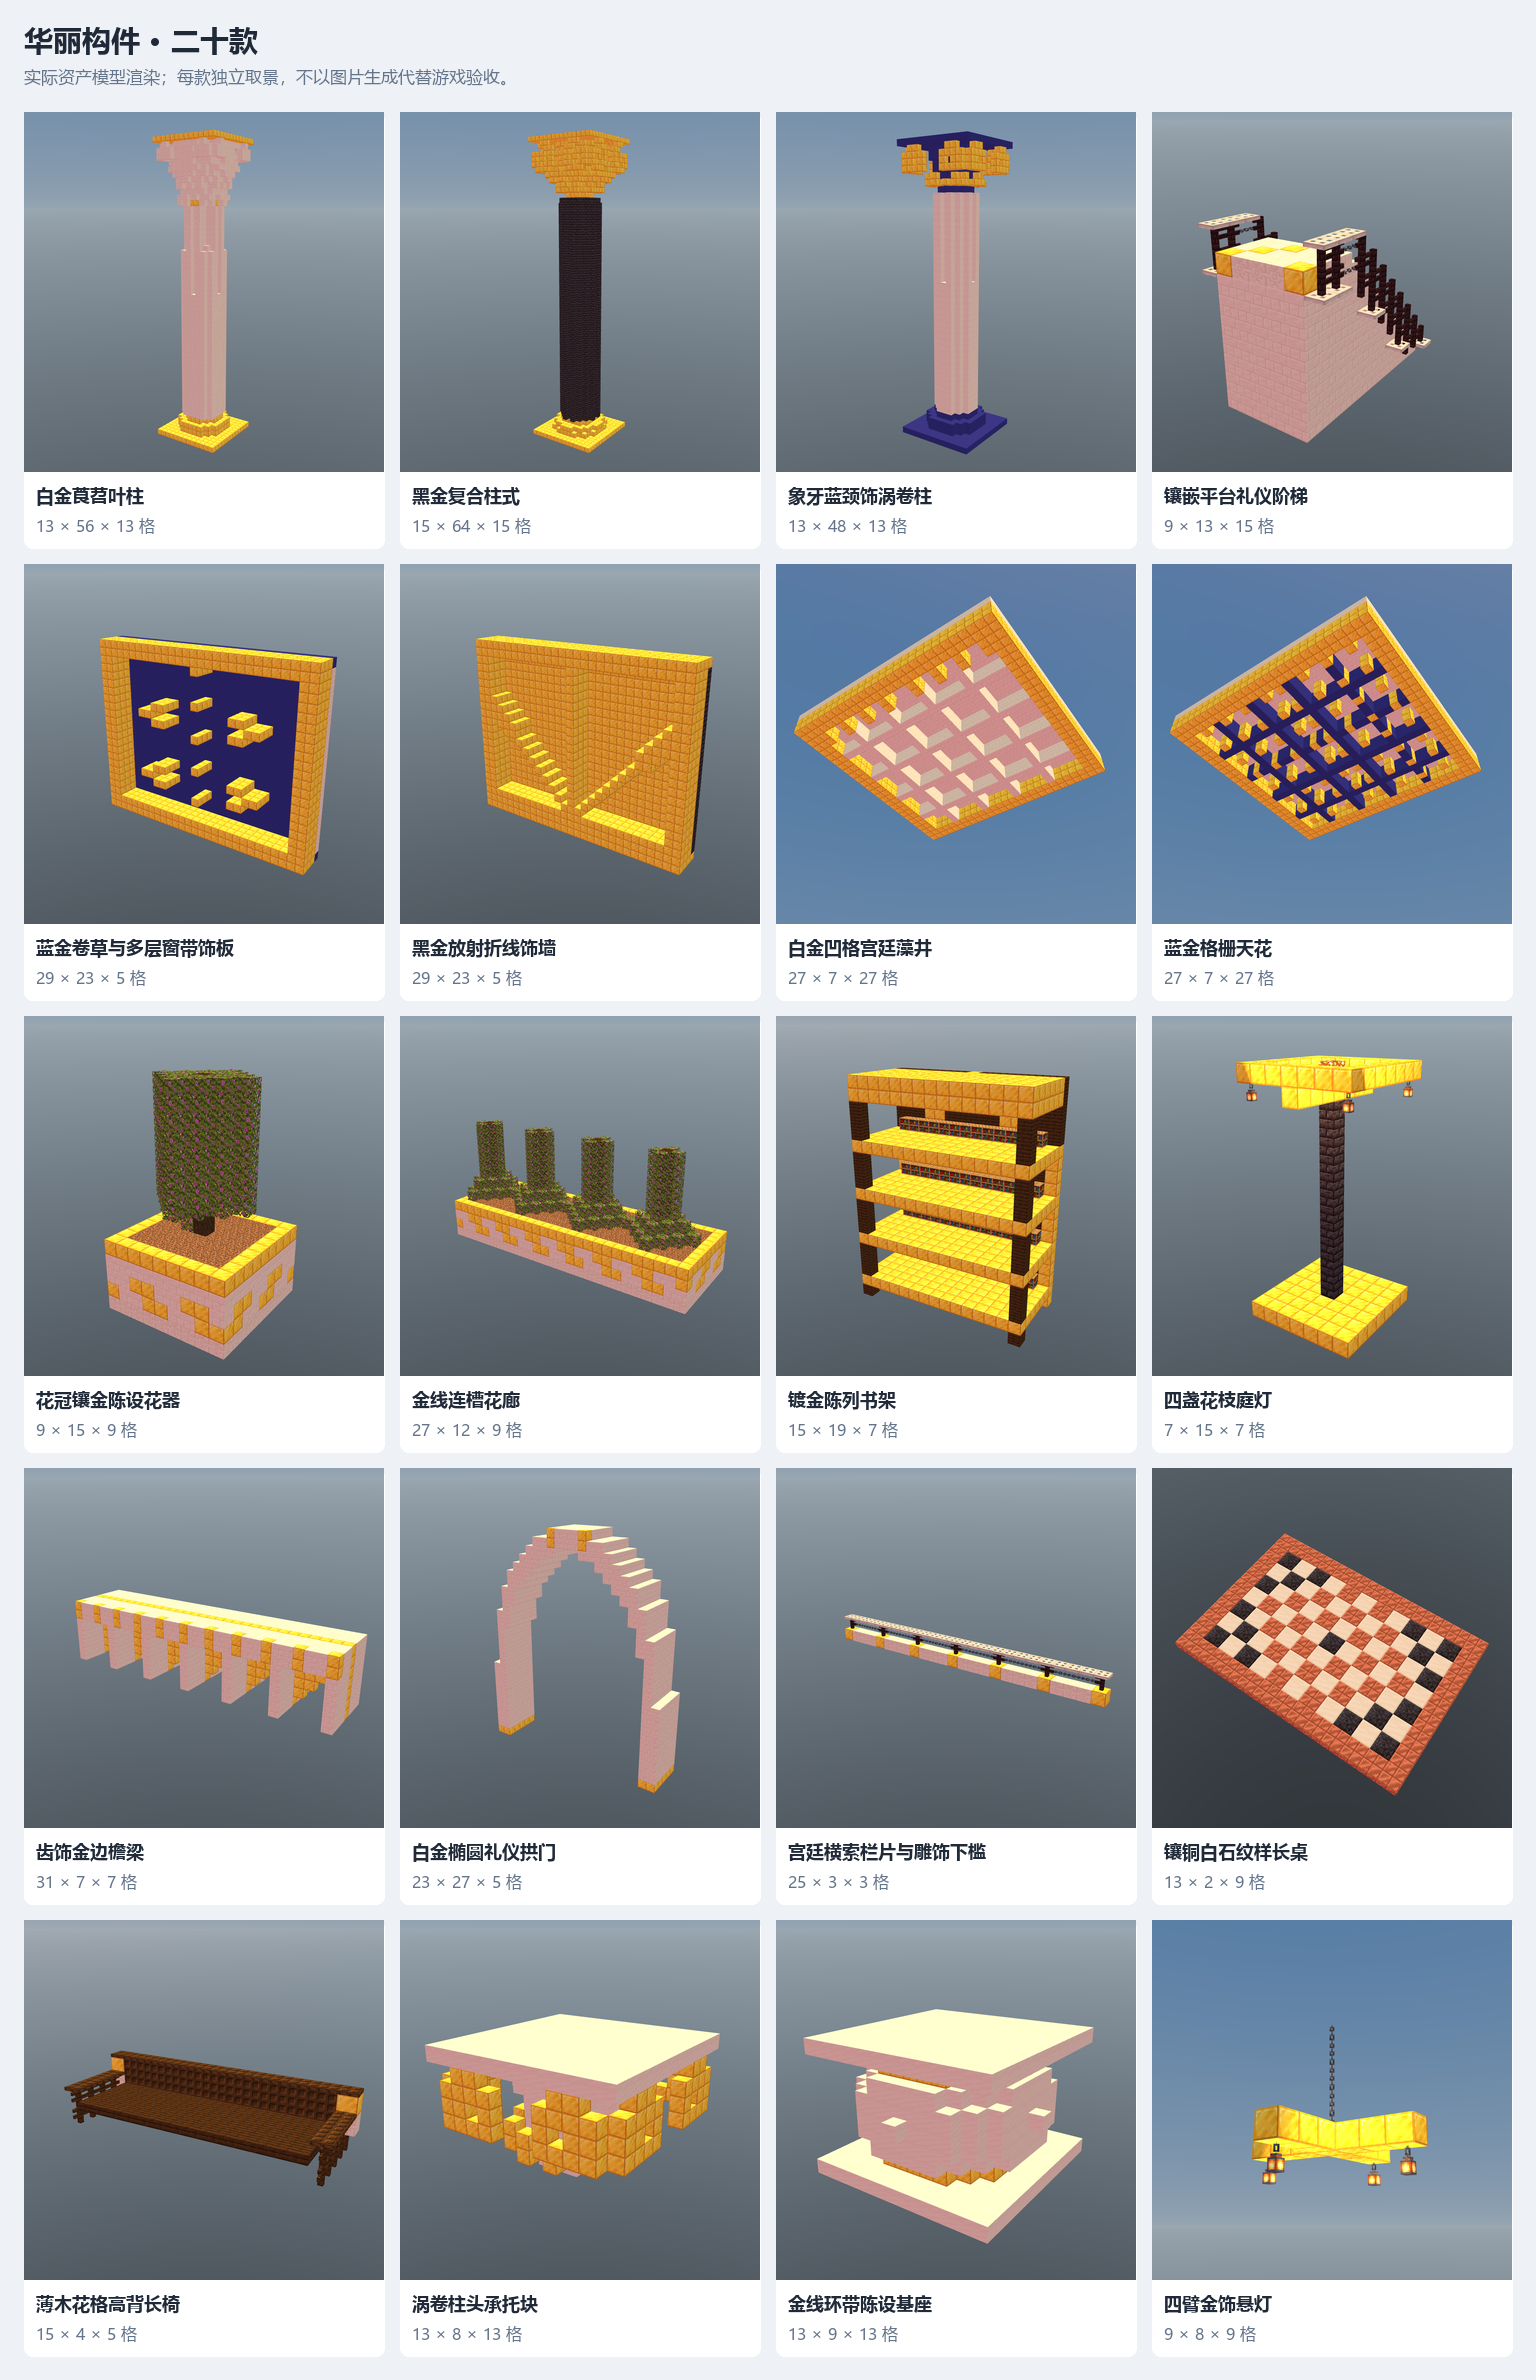 华丽构件 · 二十款
实际资产模型渲染；每款独立取景，不以图片生成代替游戏验收。
白金莨苕叶柱
13 × 56 × 13 格
黑金复合柱式
15 × 64 × 15 格
象牙蓝颈饰涡卷柱
13 × 48 × 13 格
镶嵌平台礼仪阶梯
9 × 13 × 15 格
蓝金卷草与多层窗带饰板
29 × 23 × 5 格
黑金放射折线饰墙
29 × 23 × 5 格
白金凹格宫廷藻井
27 × 7 × 27 格
蓝金格栅天花
27 × 7 × 27 格
花冠镶金陈设花器
9 × 15 × 9 格
金线连槽花廊
27 × 12 × 9 格
镀金陈列书架
15 × 19 × 7 格
四盏花枝庭灯
7 × 15 × 7 格
齿饰金边檐梁
31 × 7 × 7 格
白金椭圆礼仪拱门
23 × 27 × 5 格
宫廷横索栏片与雕饰下槛
25 × 3 × 3 格
镶铜白石纹样长桌
13 × 2 × 9 格
薄木花格高背长椅
15 × 4 × 5 格
涡卷柱头承托块
13 × 8 × 13 格
金线环带陈设基座
13 × 9 × 13 格
四臂金饰悬灯
9 × 8 × 9 格